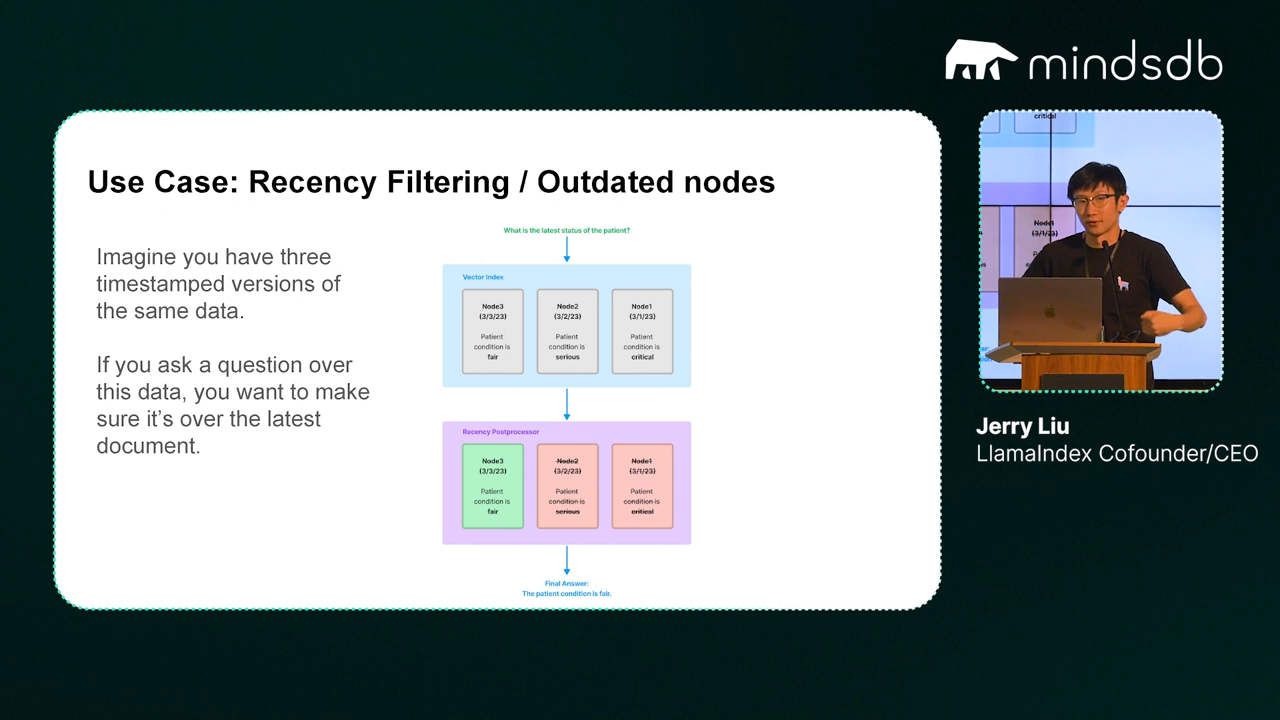 mindsdb
Use Case: Recency Filtering / Outdated nodes
Imagine you have three
timestamped versions of
the same data.
If you ask a question over
this data, you want to make
sure it's over the latest
document.
What is the latest status of the patient?
Vector Index
Node3
(3/3/23)
Patient
condition is
fair
Node2
(3/2/23)
Patient
condition is
serious
Node1
(3/1/23)
Patient
condition is
critical
Recency Postprocessor
Node3
(3/3/23)
Patient
condition is
fair
Node2
(3/2/23)
Patient
condition is
serious
Node1
(3/1/23)
Patient
condition is
critical
Final Answer:
The patient condition is fair.
critical
Node1
(3/1/23)
Jerry Liu
LlamaIndex Cofounder/CEO